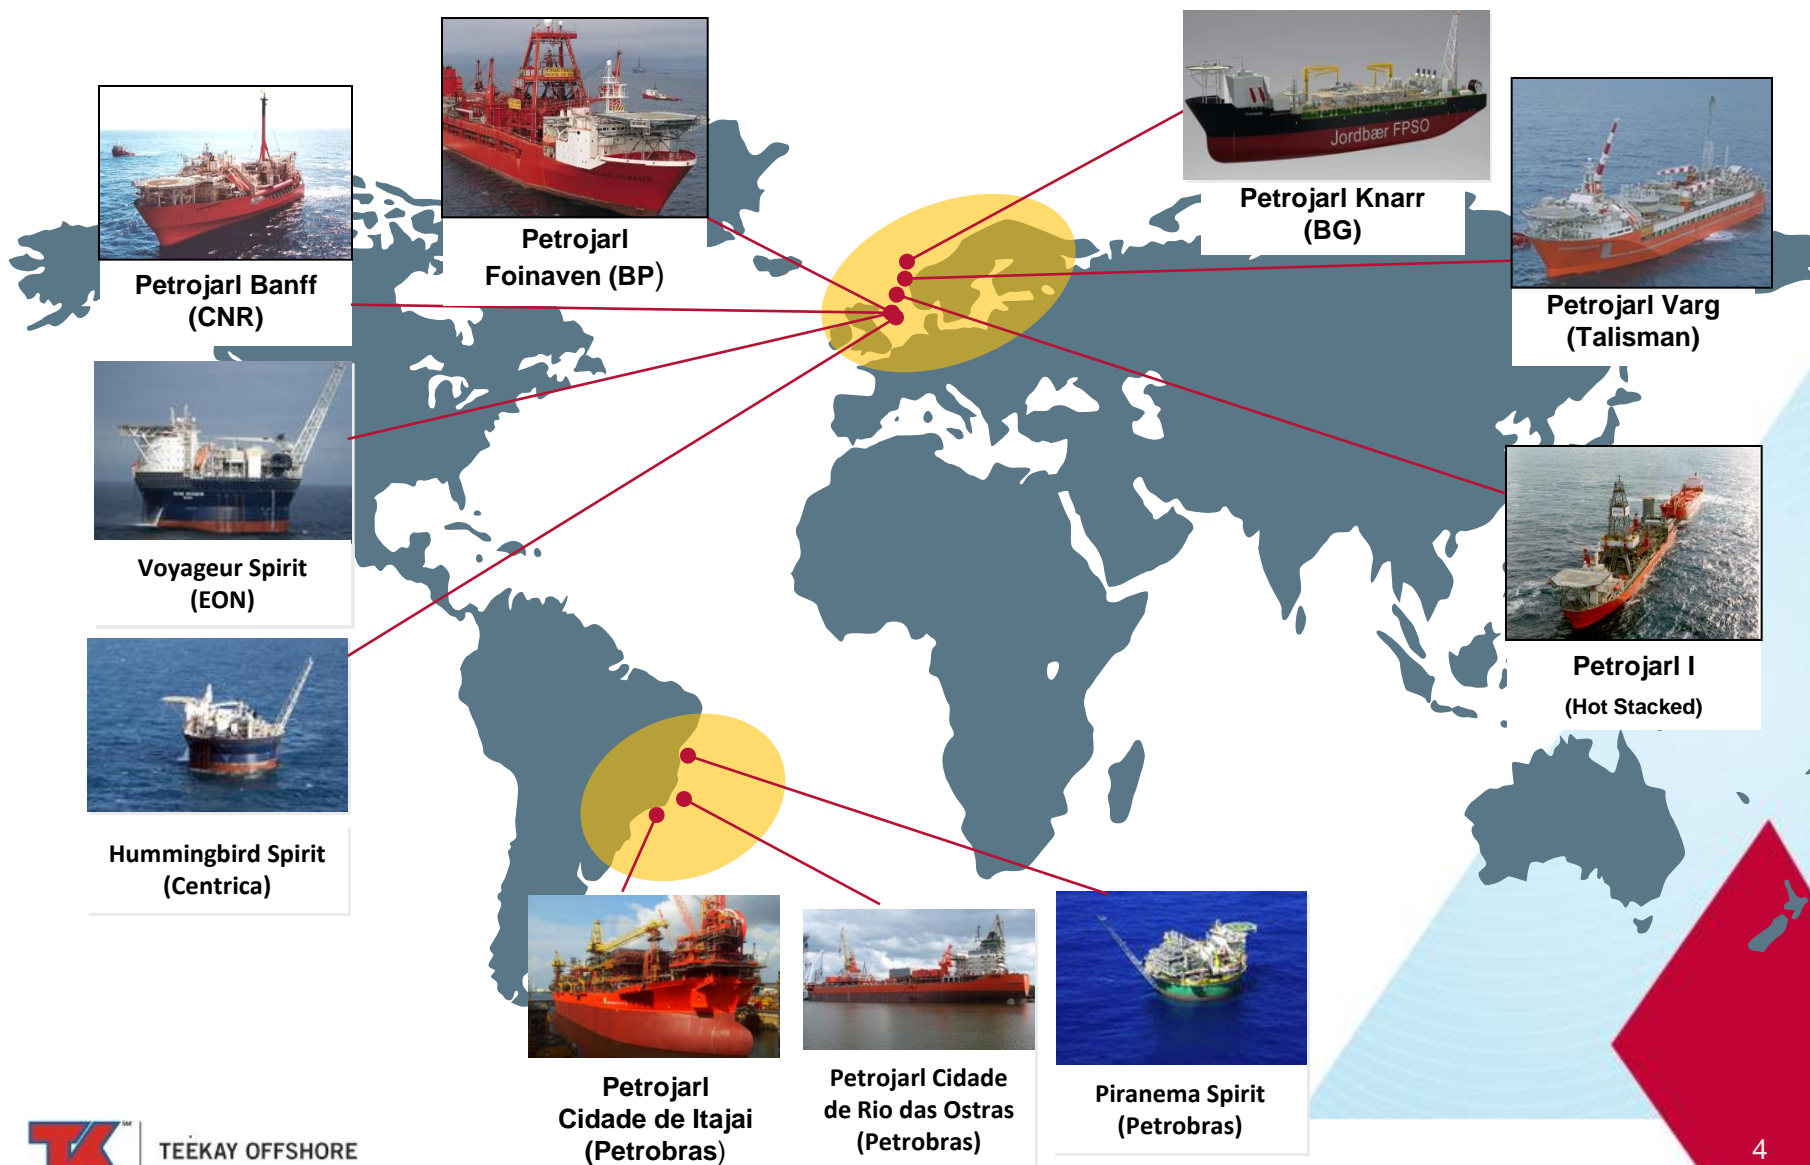 Jordbær FPSO
Petrojarl Knarr
(BG)
Petrojarl
Foinaven (BP)
Petrojarl Banff
(CNR)
Petrojarl Varg
(Talisman)
Voyageur Spirit
(EON)
Petrojarl I
(Hot Stacked)
Hummingbird Spirit
(Centrica)
Petrojarl
Cidade de Itajai
(Petrobras)
Petrojarl Cidade
de Rio das Ostras
(Petrobras)
Piranema Spirit
(Petrobras)
TK
SM
TEEKAY OFFSHORE
4